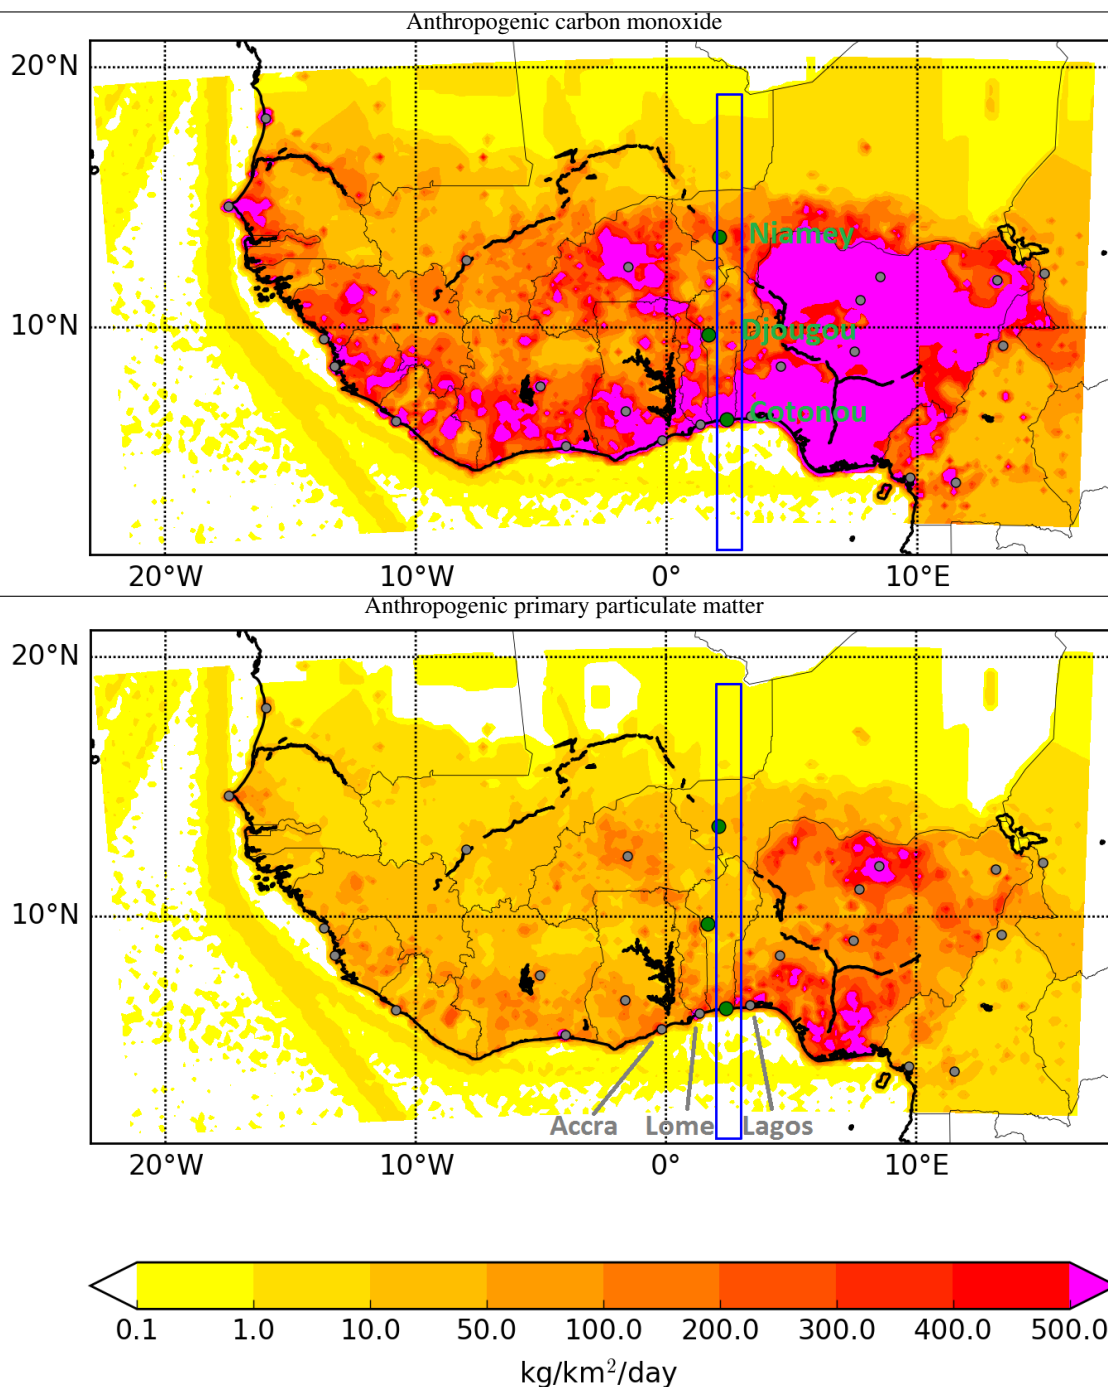 Anthropogenic carbon monoxide
20°N
Niamey
10°N
Djougou
Cotonou
20°W 10°W 0° 10°E
Anthropogenic primary particulate matter
20°N
10°N
Accra Lome Lagos
20°W 10°W 0° 10°E
0.1 1.0 10.0 50.0 100.0 200.0 300.0 400.0 500.0
kg/km²/day